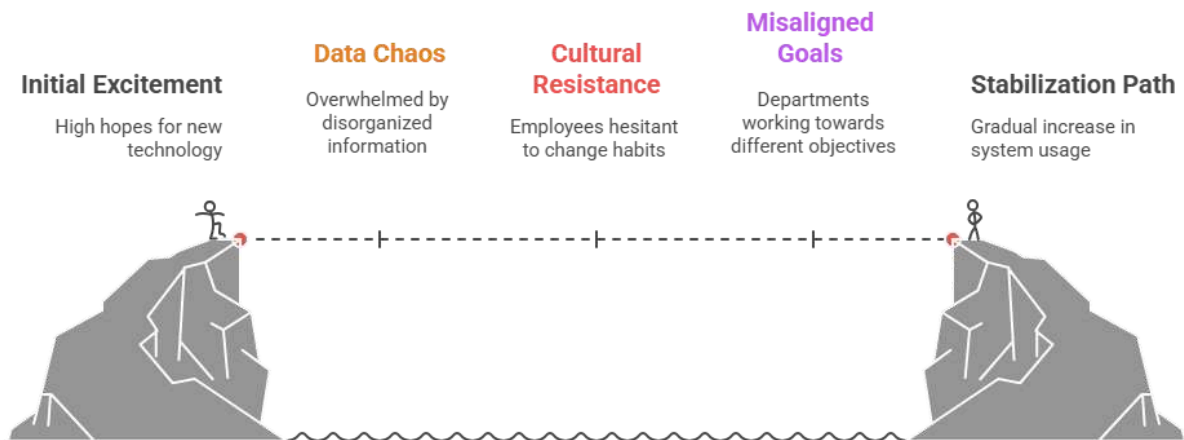 Initial Excitement
High hopes for new
technology
Data Chaos
Overwhelmed by
disorganized
information
Cultural
Resistance
Employees hesitant
to change habits
Misaligned
Goals
Departments
working towards
different objectives
Stabilization Path
Gradual increase in
system usage